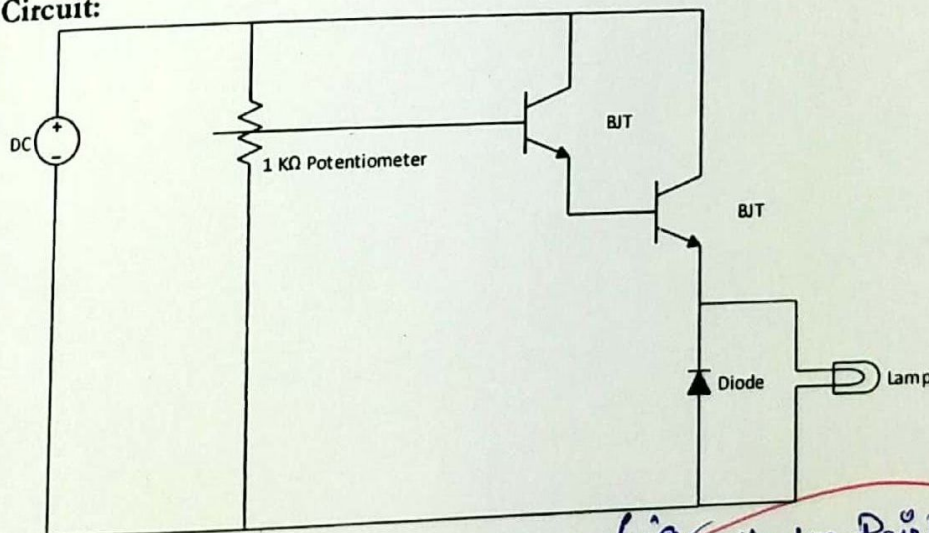 Circuit:
BJT
DC
+
-
1 KΩ Potentiometer
BJT
Diode
Lamp